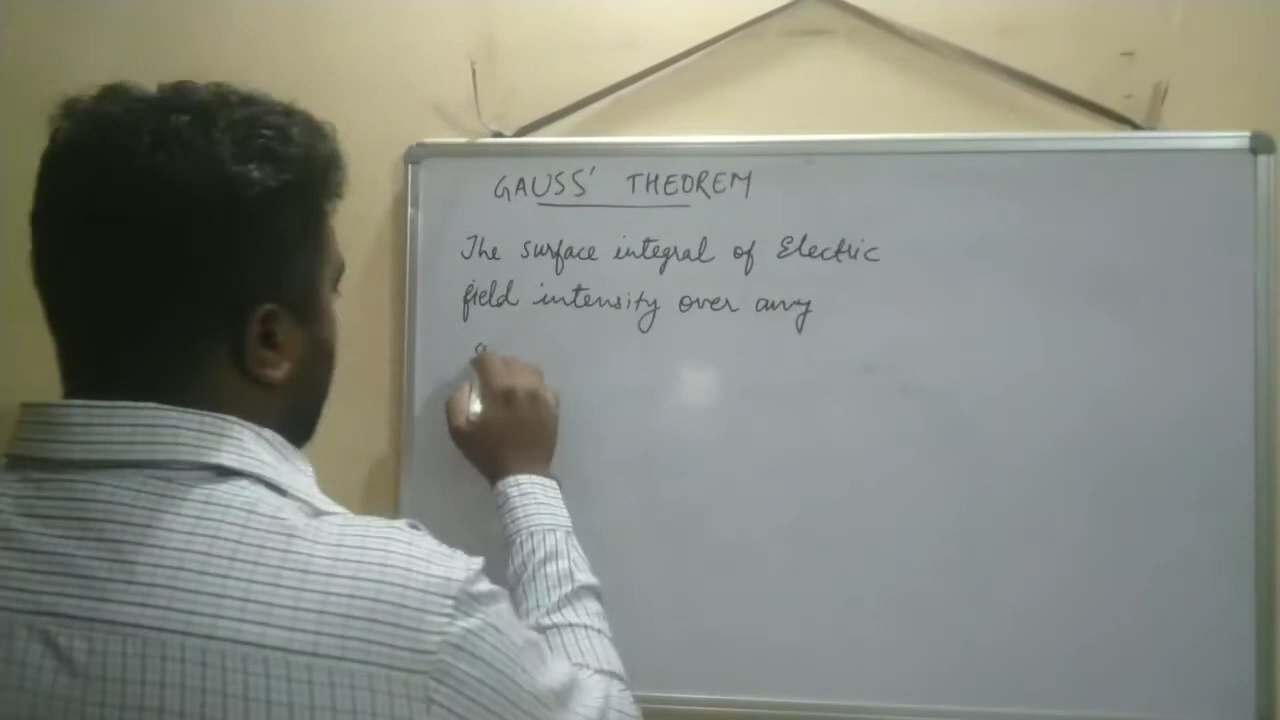 GAUSS' THEOREM
The surface integral of Electric
field intensity over any